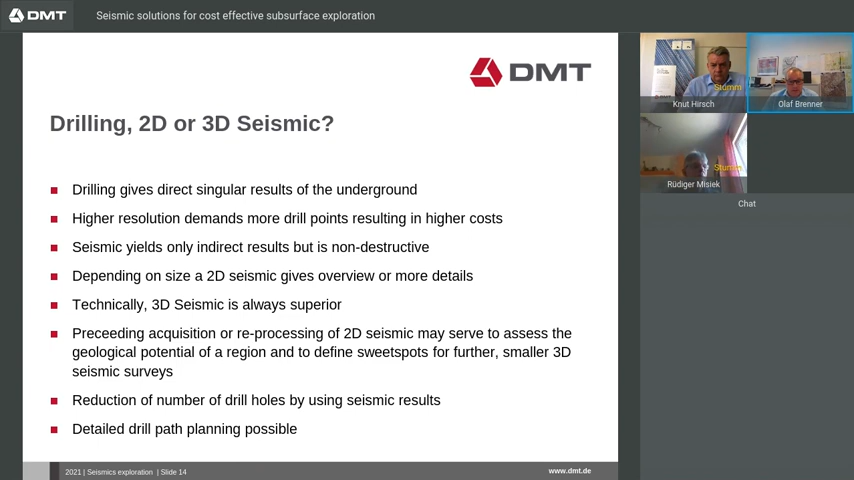 DMT
Seismic solutions for cost effective subsurface exploration
DMT
Drilling, 2D or 3D Seismic?
Drilling gives direct singular results of the underground
Higher resolution demands more drill points resulting in higher costs
Seismic yields only indirect results but is non-destructive
Depending on size a 2D seismic gives overview or more details
Technically, 3D Seismic is always superior
Preceeding acquisition or re-processing of 2D seismic may serve to assess the
geological potential of a region and to define sweetspots for further, smaller 3D
seismic surveys
Reduction of number of drill holes by using seismic results
Detailed drill path planning possible
2021 | Seismics exploration | Slide 14
www.dmt.de
Stumm
Knut Hirsch
Olaf Brenner
Stumm
Rüdiger Misiek
Chat